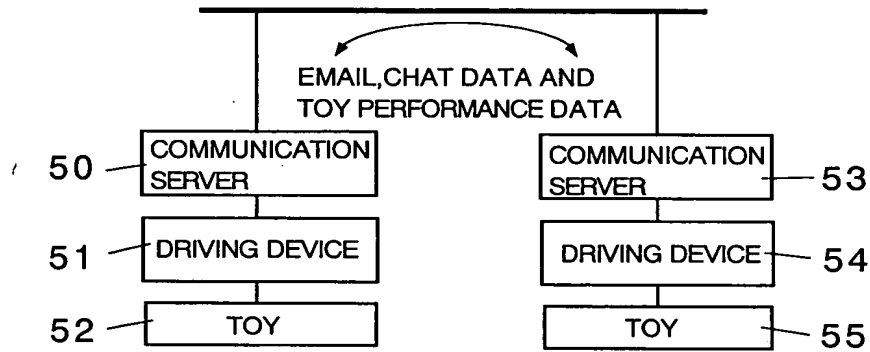 EMAIL,CHAT DATA AND
TOY PERFORMANCE DATA
50
COMMUNICATION
SERVER
COMMUNICATION
SERVER
53
51
DRIVING DEVICE
DRIVING DEVICE
54
52
TOY
TOY
55